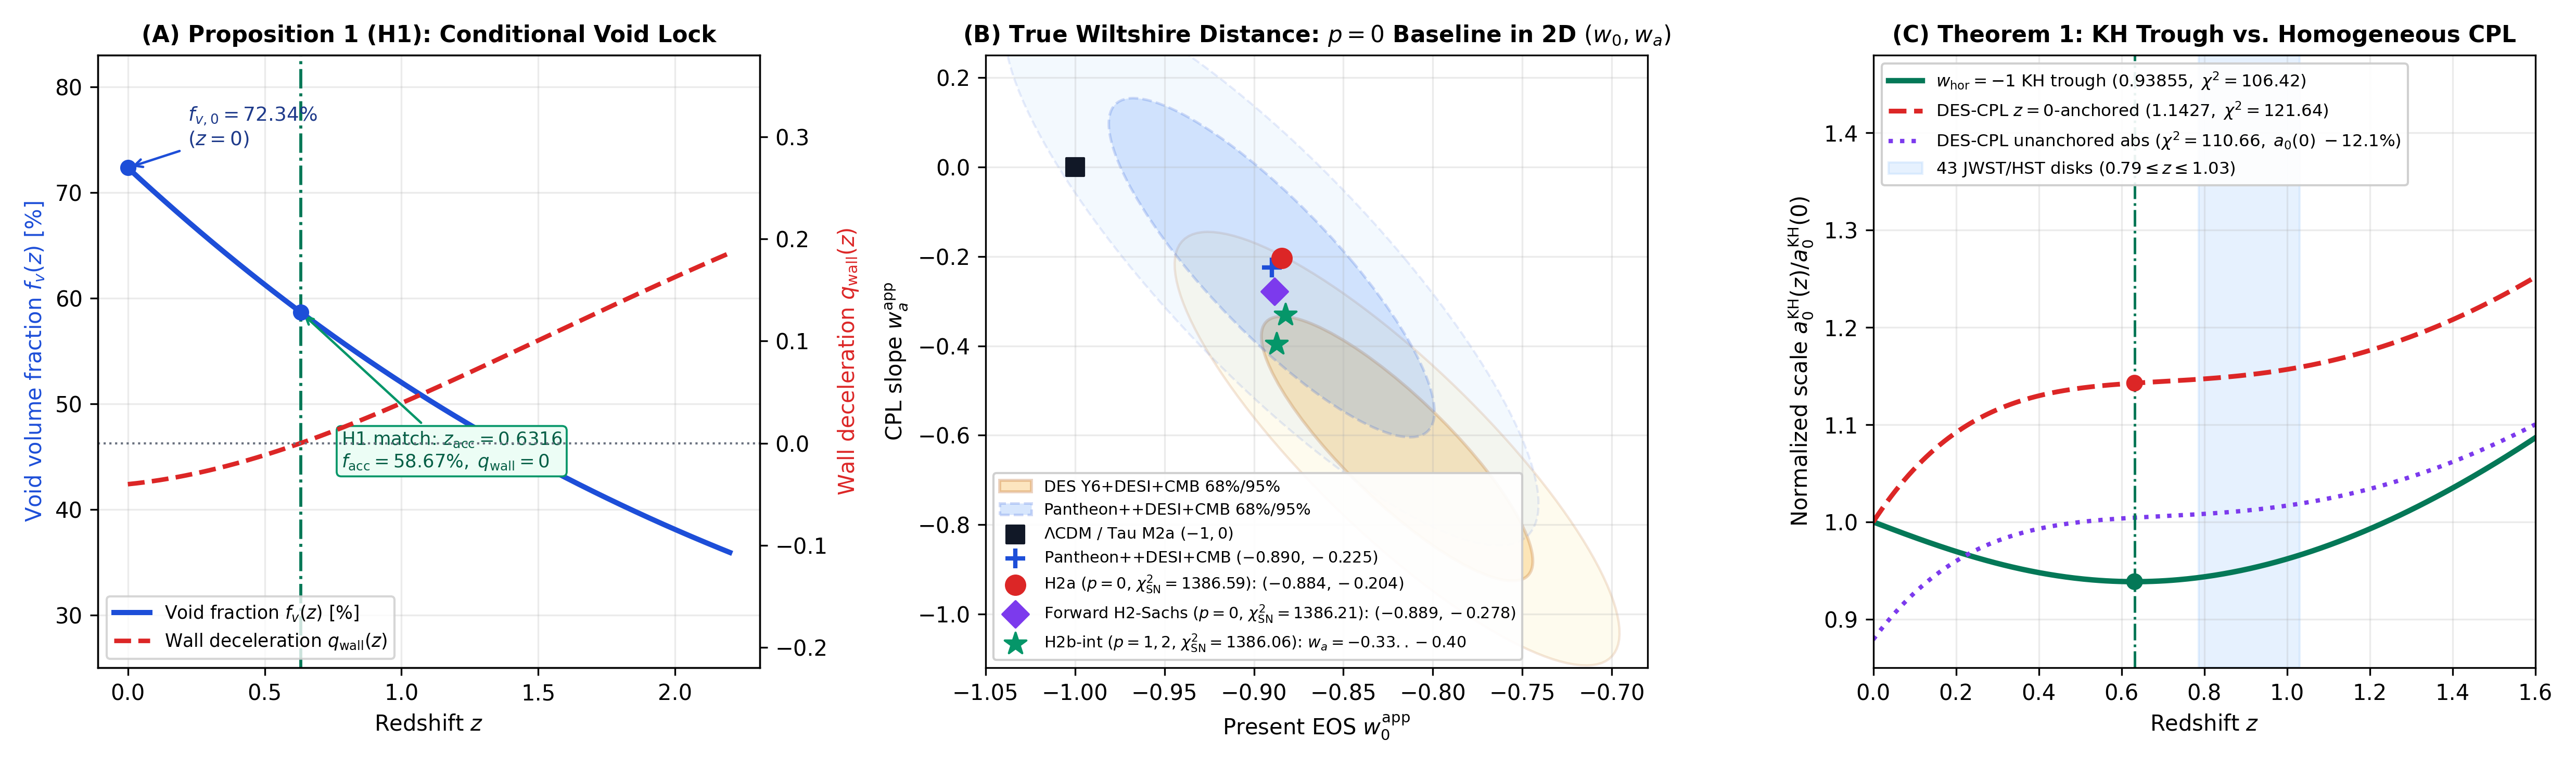 (A) Proposition 1 (H1): Conditional Void Lock
Void volume fraction f_v(z) [%]
80
70
60
50
40
30
f_{v,0} = 72.34%
(z = 0)
H1 match: z_acc = 0.6316
f_acc = 58.67%, q_wall = 0
Void fraction f_v(z) [%]
Wall deceleration q_wall(z)
0.0 0.5 1.0 1.5 2.0
Redshift z
0.3
0.2
0.1
0.0
−0.1
−0.2
Wall deceleration q_wall(z)
(B) True Wiltshire Distance: p = 0 Baseline in 2D (w_0, w_a)
CPL slope w_a^app
0.2
0.0
−0.2
−0.4
−0.6
−0.8
−1.0
DES Y6+DESI+CMB 68%/95%
Pantheon++DESI+CMB 68%/95%
ΛCDM / Tau M2a (−1, 0)
Pantheon++DESI+CMB (−0.890, −0.225)
H2a (p = 0, χ²_SN = 1386.59): (−0.884, −0.204)
Forward H2-Sachs (p = 0, χ²_SN = 1386.21): (−0.889, −0.278)
H2b-int (p = 1, 2, χ²_SN = 1386.06): w_a = −0.33.. −0.40
−1.05 −1.00 −0.95 −0.90 −0.85 −0.80 −0.75 −0.70
Present EOS w_0^app
(C) Theorem 1: KH Trough vs. Homogeneous CPL
Normalized scale a_0^KH(z)/a_0^KH(0)
1.4
1.3
1.2
1.1
1.0
0.9
w_hor = −1 KH trough (0.93855, χ² = 106.42)
DES-CPL z = 0-anchored (1.1427, χ² = 121.64)
DES-CPL unanchored abs (χ² = 110.66, a_0(0) −12.1%)
43 JWST/HST disks (0.79 ≤ z ≤ 1.03)
0.0 0.2 0.4 0.6 0.8 1.0 1.2 1.4 1.6
Redshift z